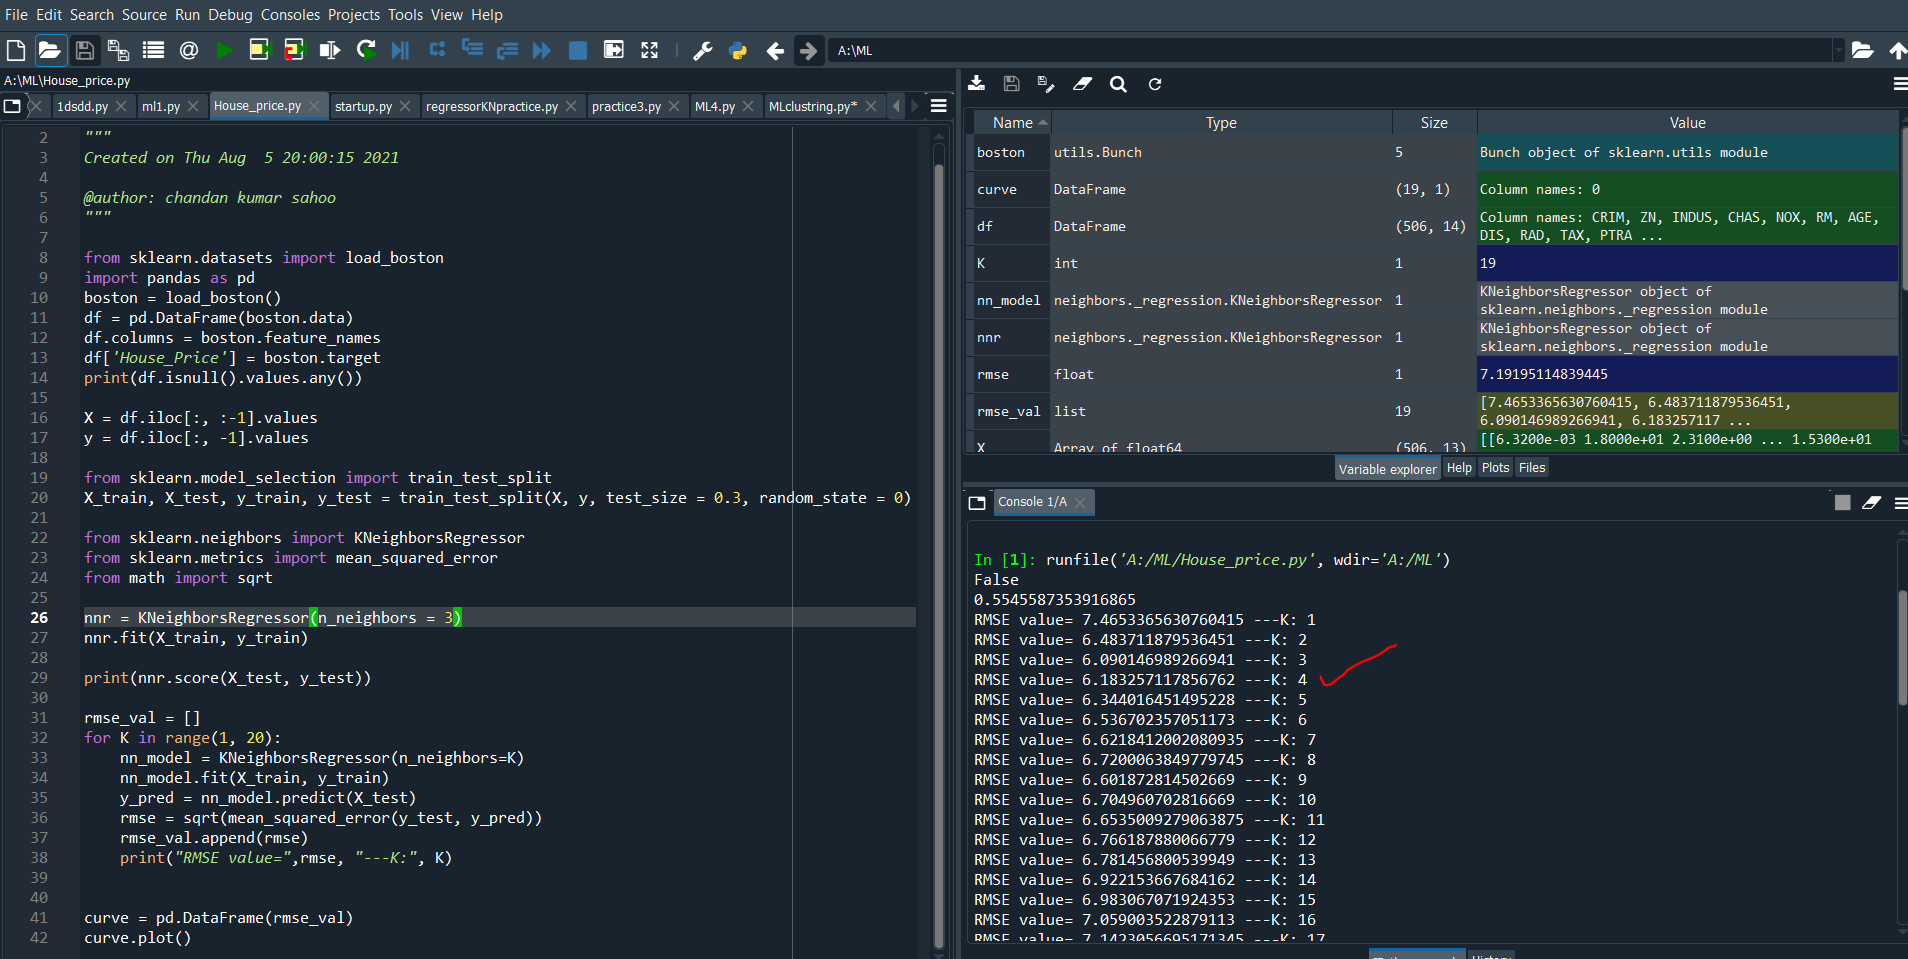 File Edit Search Source Run Debug Consoles Projects Tools View Help
A:\ML
A:\ML\House_price.py
1dsdd.py ml1.py House_price.py startup.py regressorKNpractice.py practice3.py ML4.py MLclustring.py*
2 """
3 Created on Thu Aug  5 20:00:15 2021
4
5 @author: chandan kumar sahoo
6 """
7
8 from sklearn.datasets import load_boston
9 import pandas as pd
10 boston = load_boston()
11 df = pd.DataFrame(boston.data)
12 df.columns = boston.feature_names
13 df['House_Price'] = boston.target
14 print(df.isnull().values.any())
15
16 X = df.iloc[:, :-1].values
17 y = df.iloc[:, -1].values
18
19 from sklearn.model_selection import train_test_split
20 X_train, X_test, y_train, y_test = train_test_split(X, y, test_size = 0.3, random_state = 0)
21
22 from sklearn.neighbors import KNeighborsRegressor
23 from sklearn.metrics import mean_squared_error
24 from math import sqrt
25
26 nnr = KNeighborsRegressor(n_neighbors = 3)
27 nnr.fit(X_train, y_train)
28
29 print(nnr.score(X_test, y_test))
30
31 rmse_val = []
32 for K in range(1, 20):
33     nn_model = KNeighborsRegressor(n_neighbors=K)
34     nn_model.fit(X_train, y_train)
35     y_pred = nn_model.predict(X_test)
36     rmse = sqrt(mean_squared_error(y_test, y_pred))
37     rmse_val.append(rmse)
38     print("RMSE value=",rmse, "---K:", K)
39
40
41 curve = pd.DataFrame(rmse_val)
42 curve.plot()
Name Type Size Value
boston utils.Bunch 5 Bunch object of sklearn.utils module
curve DataFrame (19, 1) Column names: 0
df DataFrame (506, 14) Column names: CRIM, ZN, INDUS, CHAS, NOX, RM, AGE,
DIS, RAD, TAX, PTRA ...
K int 1 19
nn_model neighbors._regression.KNeighborsRegressor 1 KNeighborsRegressor object of
sklearn.neighbors._regression module
nnr neighbors._regression.KNeighborsRegressor 1 KNeighborsRegressor object of
sklearn.neighbors._regression module
rmse float 1 7.19195114839445
rmse_val list 19 [7.4653365630760415, 6.483711879536451,
6.090146989266941, 6.183257117 ...
X Array of float64 (506, 13) [[6.3200e-03 1.8000e+01 2.3100e+00 ... 1.5300e+01
Variable explorer Help Plots Files
Console 1/A
In [1]: runfile('A:/ML/House_price.py', wdir='A:/ML')
False
0.5545587353916865
RMSE value= 7.4653365630760415 ---K: 1
RMSE value= 6.483711879536451 ---K: 2
RMSE value= 6.090146989266941 ---K: 3
RMSE value= 6.183257117856762 ---K: 4
RMSE value= 6.344016451495228 ---K: 5
RMSE value= 6.536702357051173 ---K: 6
RMSE value= 6.6218412002080935 ---K: 7
RMSE value= 6.7200063849779745 ---K: 8
RMSE value= 6.601872814502669 ---K: 9
RMSE value= 6.704960702816669 ---K: 10
RMSE value= 6.6535009279063875 ---K: 11
RMSE value= 6.766187880066779 ---K: 12
RMSE value= 6.781456800539949 ---K: 13
RMSE value= 6.922153667684162 ---K: 14
RMSE value= 6.983067071924353 ---K: 15
RMSE value= 7.059003522879113 ---K: 16
RMSE value= 7.1423056695171345 ---K: 17
History